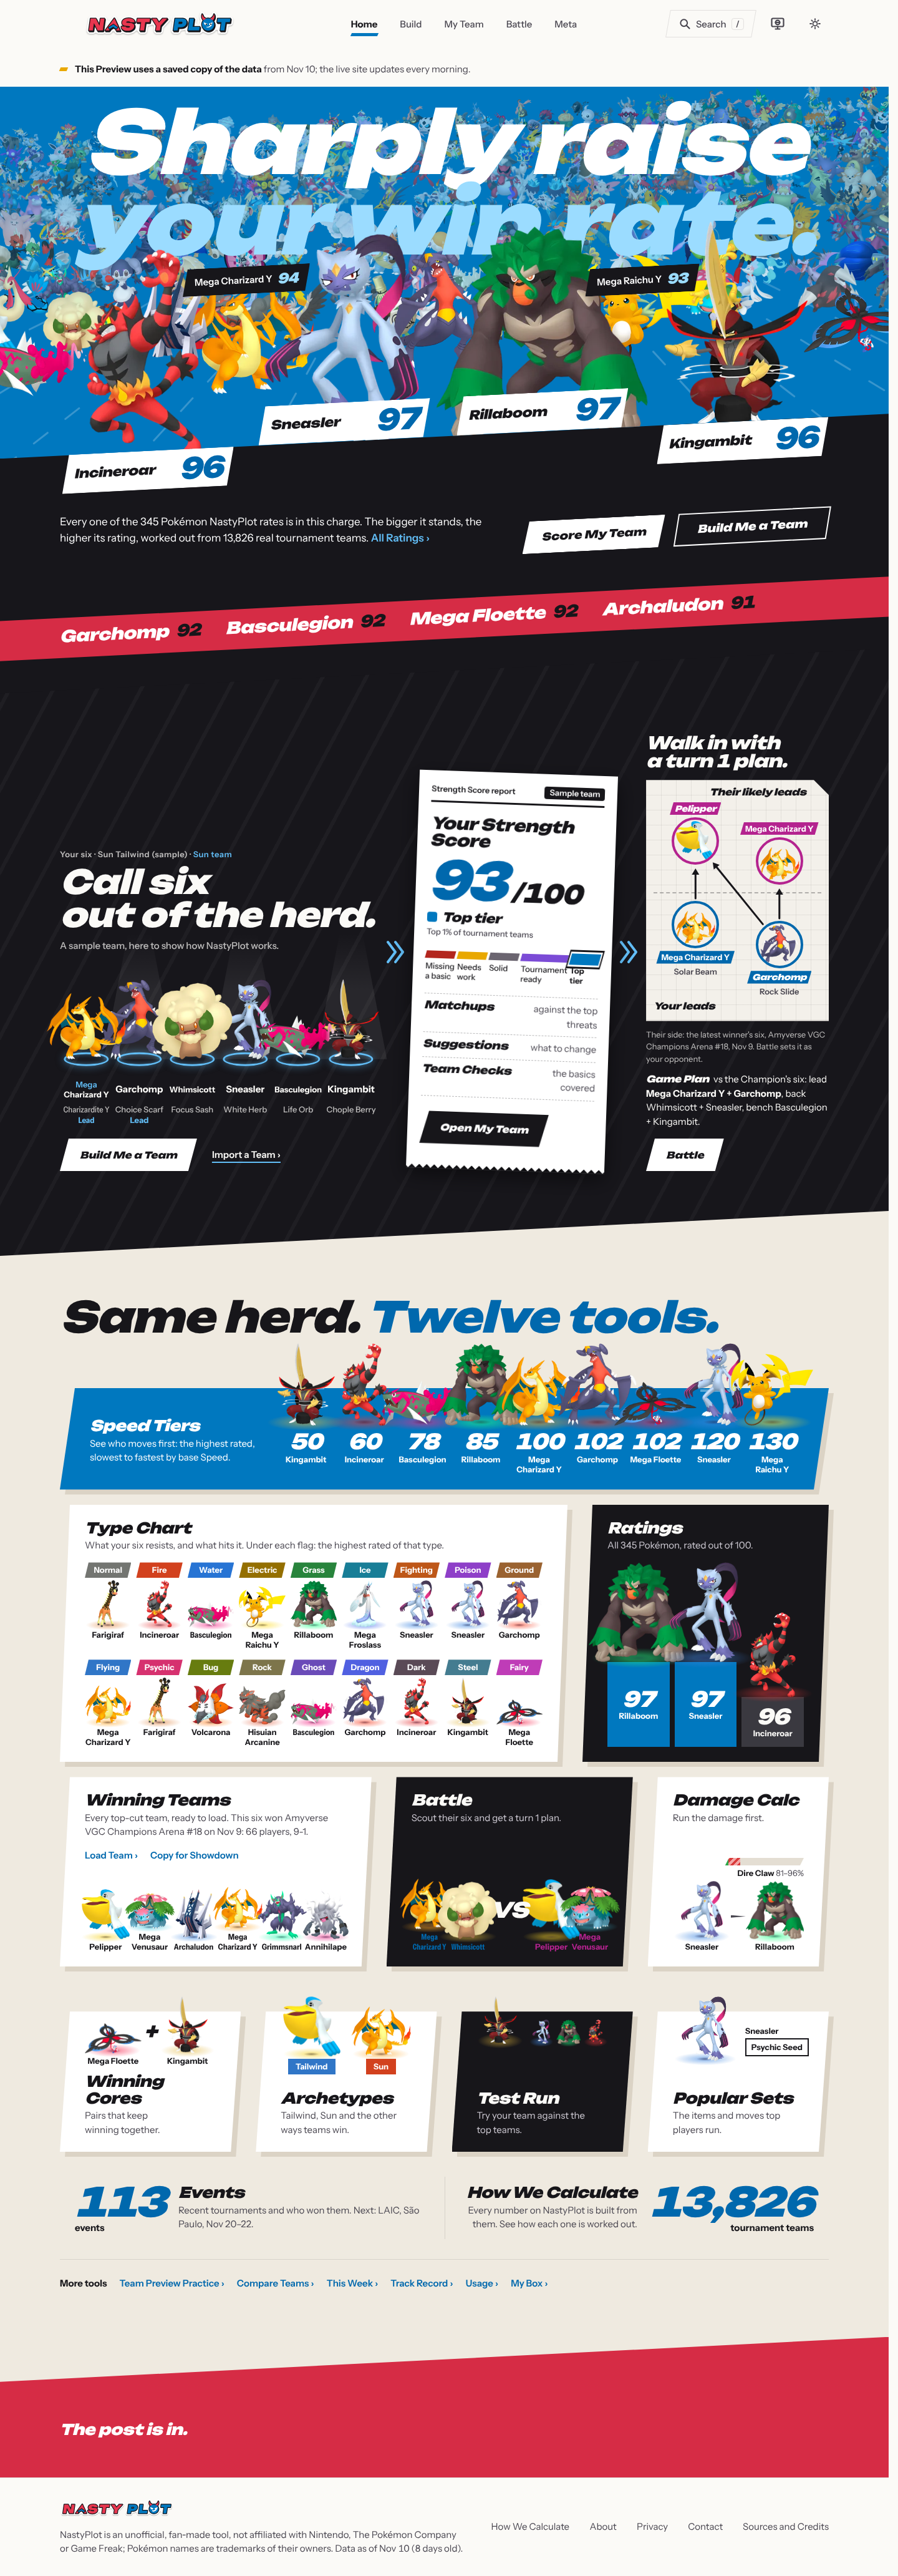 NASTY PLOT
Home
Build
My Team
Battle
Meta
Search /
This Preview uses a saved copy of the data from Nov 10; the live site updates every morning.
Sharply raise
your win rate.
Mega Charizard Y 94
Mega Raichu Y 93
Sneasler 97
Rillaboom 97
Kingambit 96
Incineroar 96
Every one of the 345 Pokémon NastyPlot rates is in this charge. The bigger it stands, the
higher its rating, worked out from 13,826 real tournament teams. All Ratings ›
Score My Team
Build Me a Team
Garchomp 92
Basculegion 92
Mega Floette 92
Archaludon 91
Your six · Sun Tailwind (sample) · Sun team
Call six
out of the herd.
A sample team, here to show how NastyPlot works.
Mega
Charizard Y
Garchomp
Whimsicott
Sneasler
Basculegion
Kingambit
Charizardite Y
Choice Scarf
Focus Sash
White Herb
Life Orb
Chople Berry
Lead
Lead
Build Me a Team
Import a Team ›
Strength Score report
Sample team
Your Strength
Score
93/100
Top tier
Top 1% of tournament teams
Missing
a basic
Needs
work
Solid
Tournament
ready
Top
tier
Matchups
against the top
threats
Suggestions
what to change
Team Checks
the basics
covered
Open My Team
Walk in with
a turn 1 plan.
Their likely leads
Pelipper
Mega Charizard Y
Mega Charizard Y
Solar Beam
Garchomp
Rock Slide
Your leads
Their side: the latest winner's six, Amyverse VGC
Champions Arena #18, Nov 9. Battle sets it as
your opponent.
Game Plan vs the Champion's six: lead
Mega Charizard Y + Garchomp, back
Whimsicott + Sneasler, bench Basculegion
+ Kingambit.
Battle
Same herd. Twelve tools.
Speed Tiers
See who moves first: the highest rated,
slowest to fastest by base Speed.
50
Kingambit
60
Incineroar
78
Basculegion
85
Rillaboom
100
Mega
Charizard Y
102
Garchomp
102
Mega Floette
120
Sneasler
130
Mega
Raichu Y
Type Chart
What your six resists, and what hits it. Under each flag: the highest rated of that type.
Normal
Fire
Water
Electric
Grass
Ice
Fighting
Poison
Ground
Farigiraf
Incineroar
Basculegion
Mega
Raichu Y
Rillaboom
Mega
Froslass
Sneasler
Sneasler
Garchomp
Flying
Psychic
Bug
Rock
Ghost
Dragon
Dark
Steel
Fairy
Mega
Charizard Y
Farigiraf
Volcarona
Hisuian
Arcanine
Basculegion
Garchomp
Incineroar
Kingambit
Mega
Floette
Ratings
All 345 Pokémon, rated out of 100.
97
Rillaboom
97
Sneasler
96
Incineroar
Winning Teams
Every top-cut team, ready to load. This six won Amyverse
VGC Champions Arena #18 on Nov 9: 66 players, 9-1.
Load Team ›
Copy for Showdown
Pelipper
Mega
Venusaur
Archaludon
Mega
Charizard Y
Grimmsnarl
Annihilape
Battle
Scout their six and get a turn 1 plan.
VS
Mega
Charizard Y
Whimsicott
Pelipper
Mega
Venusaur
Damage Calc
Run the damage first.
Dire Claw 81–96%
Sneasler
Rillaboom
+
Mega Floette
Kingambit
Winning
Cores
Pairs that keep
winning together.
Tailwind
Sun
Archetypes
Tailwind, Sun and the other
ways teams win.
Test Run
Try your team against the
top teams.
Sneasler
Psychic Seed
Popular Sets
The items and moves top
players run.
113
events
Events
Recent tournaments and who won them. Next: LAIC, São
Paulo, Nov 20–22.
How We Calculate
Every number on NastyPlot is built from
them. See how each one is worked out.
13,826
tournament teams
More tools
Team Preview Practice ›
Compare Teams ›
This Week ›
Track Record ›
Usage ›
My Box ›
The post is in.
NASTY PLOT
NastyPlot is an unofficial, fan-made tool, not affiliated with Nintendo, The Pokémon Company
or Game Freak; Pokémon names are trademarks of their owners. Data as of Nov 10 (8 days old).
How We Calculate
About
Privacy
Contact
Sources and Credits